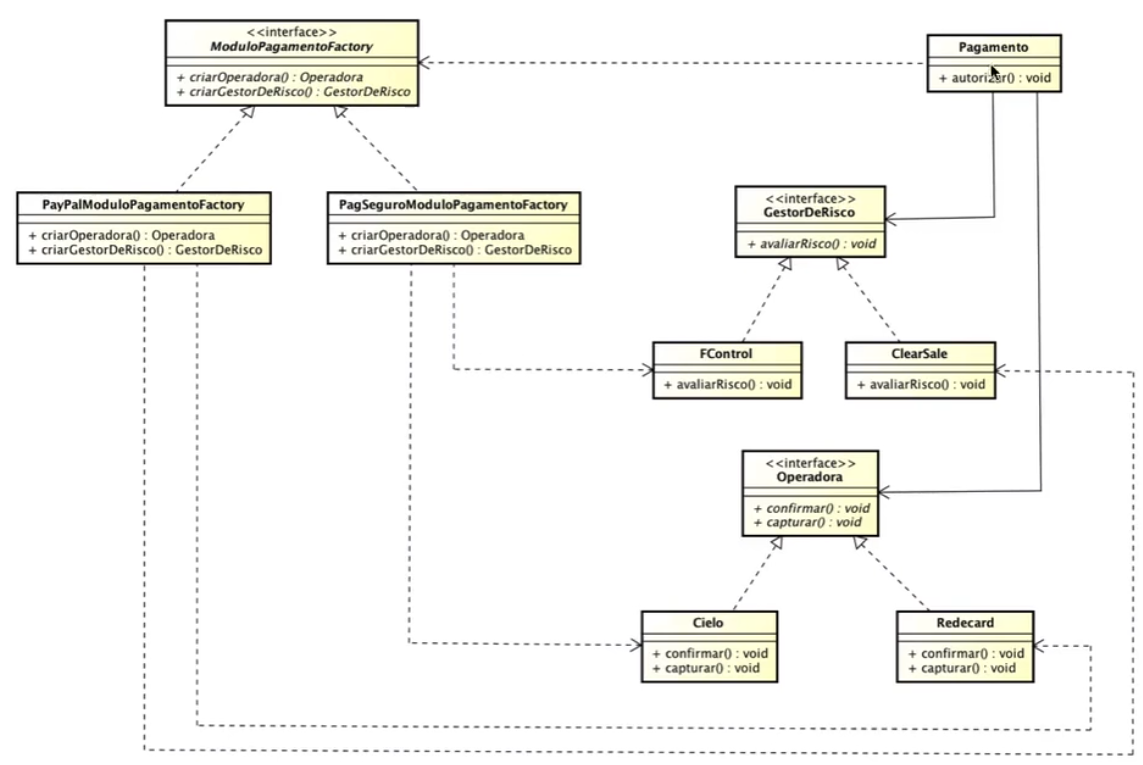 <<interface>>
ModuloPagamentoFactory
+ criarOperadora() : Operadora
+ criarGestorDeRisco() : GestorDeRisco
Pagamento
+ autorizar() : void
PayPalModuloPagamentoFactory
+ criarOperadora() : Operadora
+ criarGestorDeRisco() : GestorDeRisco
PagSeguroModuloPagamentoFactory
+ criarOperadora() : Operadora
+ criarGestorDeRisco() : GestorDeRisco
<<interface>>
GestorDeRisco
+ avaliarRisco() : void
FControl
+ avaliarRisco() : void
ClearSale
+ avaliarRisco() : void
<<interface>>
Operadora
+ confirmar() : void
+ capturar() : void
Cielo
+ confirmar() : void
+ capturar() : void
Redecard
+ confirmar() : void
+ capturar() : void